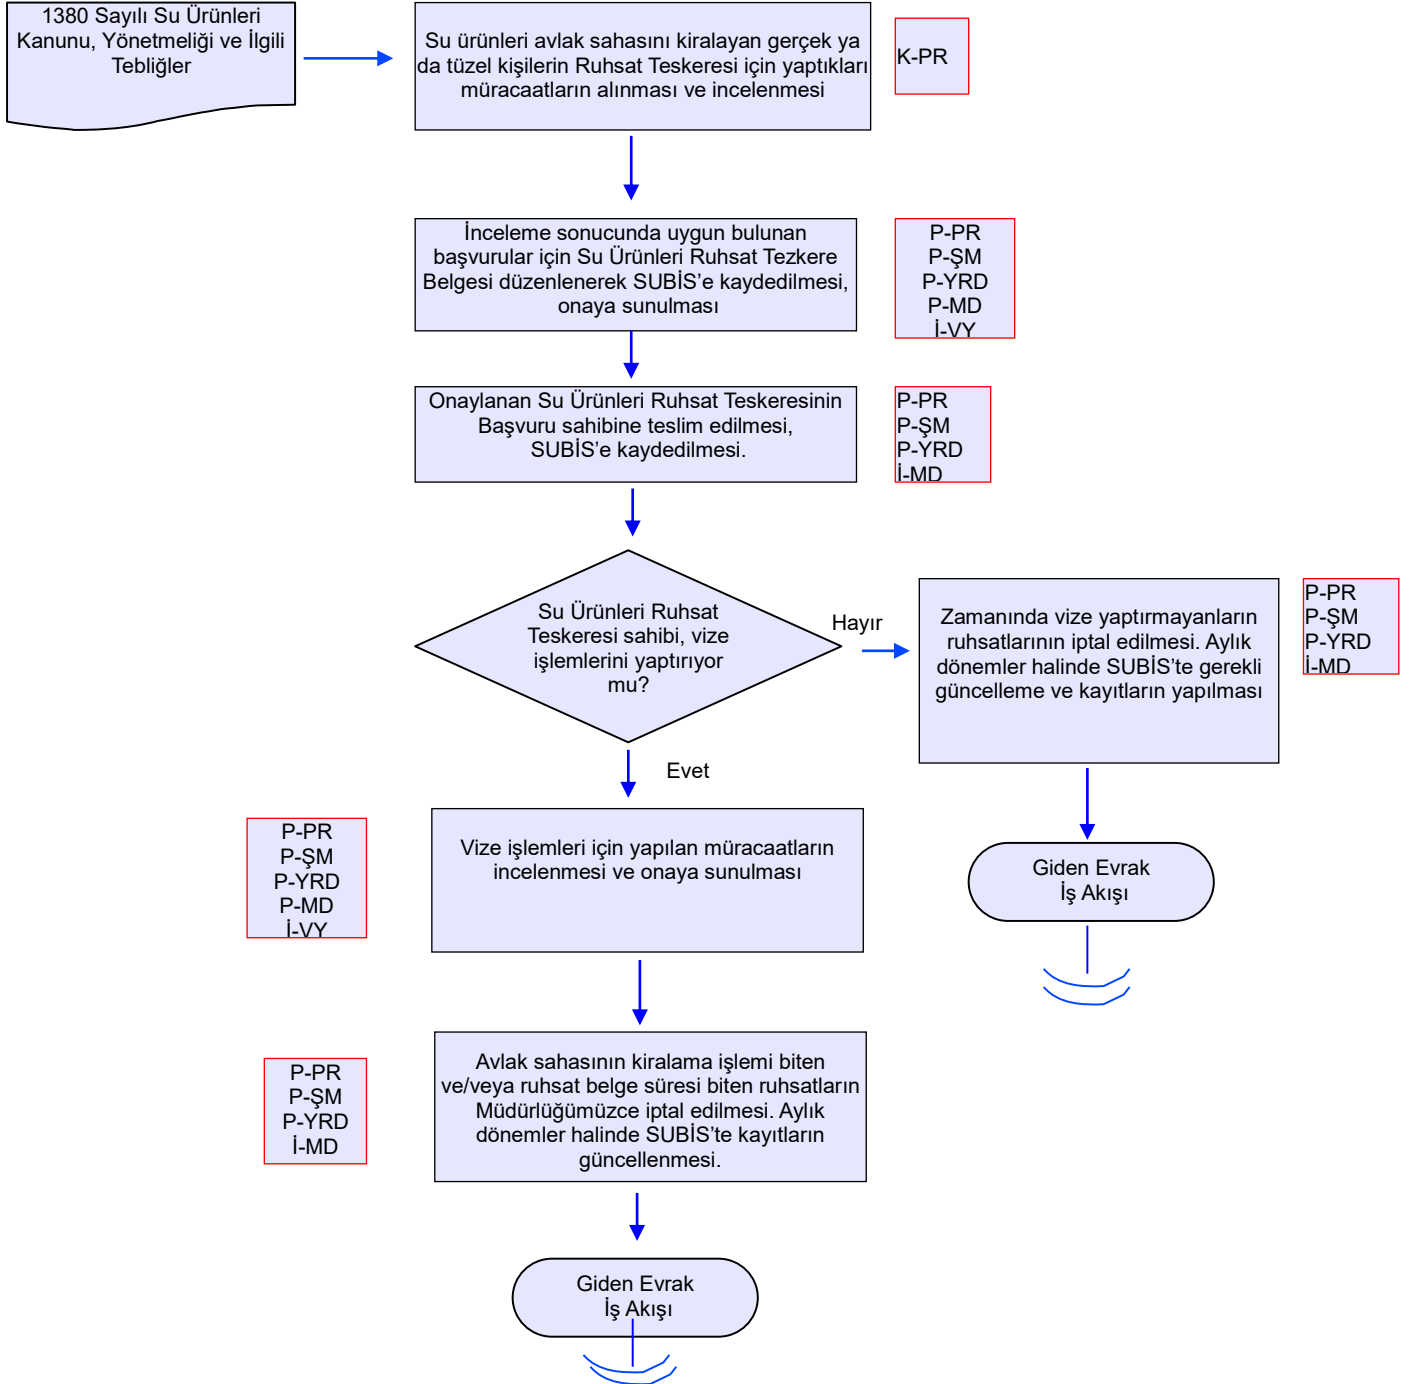 1380 Sayılı Su Ürünleri
Kanunu, Yönetmeliği ve İlgili
Tebliğler
Su ürünleri avlak sahasını kiralayan gerçek ya
da tüzel kişilerin Ruhsat Teskeresi için yaptıkları
müracaatların alınması ve incelenmesi
K-PR
İnceleme sonucunda uygun bulunan
başvurular için Su Ürünleri Ruhsat Tezkere
Belgesi düzenlenerek SUBİS’e kaydedilmesi,
onaya sunulması
P-PR
P-ŞM
P-YRD
P-MD
İ-VY
Onaylanan Su Ürünleri Ruhsat Teskeresinin
Başvuru sahibine teslim edilmesi,
SUBİS’e kaydedilmesi.
P-PR
P-ŞM
P-YRD
İ-MD
Su Ürünleri Ruhsat
Teskeresi sahibi, vize
işlemlerini yaptırıyor
mu?
Hayır
Zamanında vize yaptırmayanların
ruhsatlarının iptal edilmesi. Aylık
dönemler halinde SUBİS’te gerekli
güncelleme ve kayıtların yapılması
P-PR
P-ŞM
P-YRD
İ-MD
Evet
P-PR
P-ŞM
P-YRD
P-MD
İ-VY
Vize işlemleri için yapılan müracaatların
incelenmesi ve onaya sunulması
Giden Evrak
İş Akışı
P-PR
P-ŞM
P-YRD
İ-MD
Avlak sahasının kiralama işlemi biten
ve/veya ruhsat belge süresi biten ruhsatların
Müdürlüğümüzce iptal edilmesi. Aylık
dönemler halinde SUBİS’te kayıtların
güncellenmesi.
Giden Evrak
İş Akışı